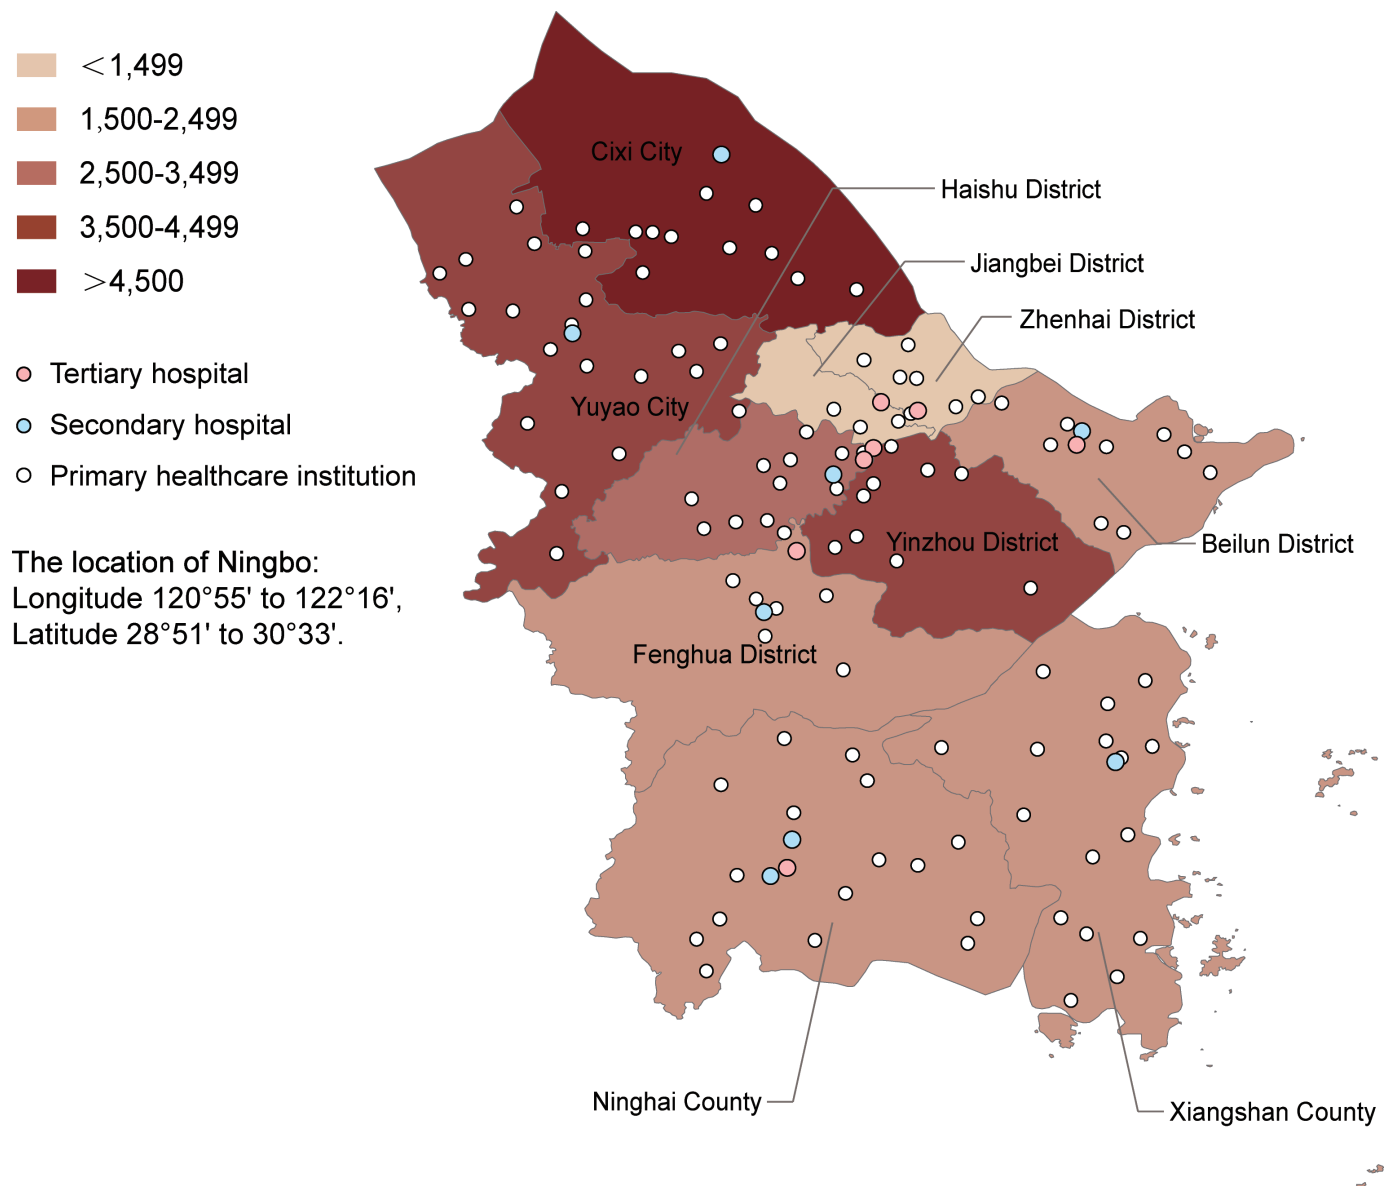 ＜1,499
1,500-2,499
2,500-3,499
3,500-4,499
＞4,500
Tertiary hospital
Secondary hospital
Primary healthcare institution
The location of Ningbo:
Longitude 120°55' to 122°16',
Latitude 28°51' to 30°33'.
Cixi City
Haishu District
Jiangbei District
Zhenhai District
Yuyao City
Yinzhou District
Beilun District
Fenghua District
Ninghai County
Xiangshan County